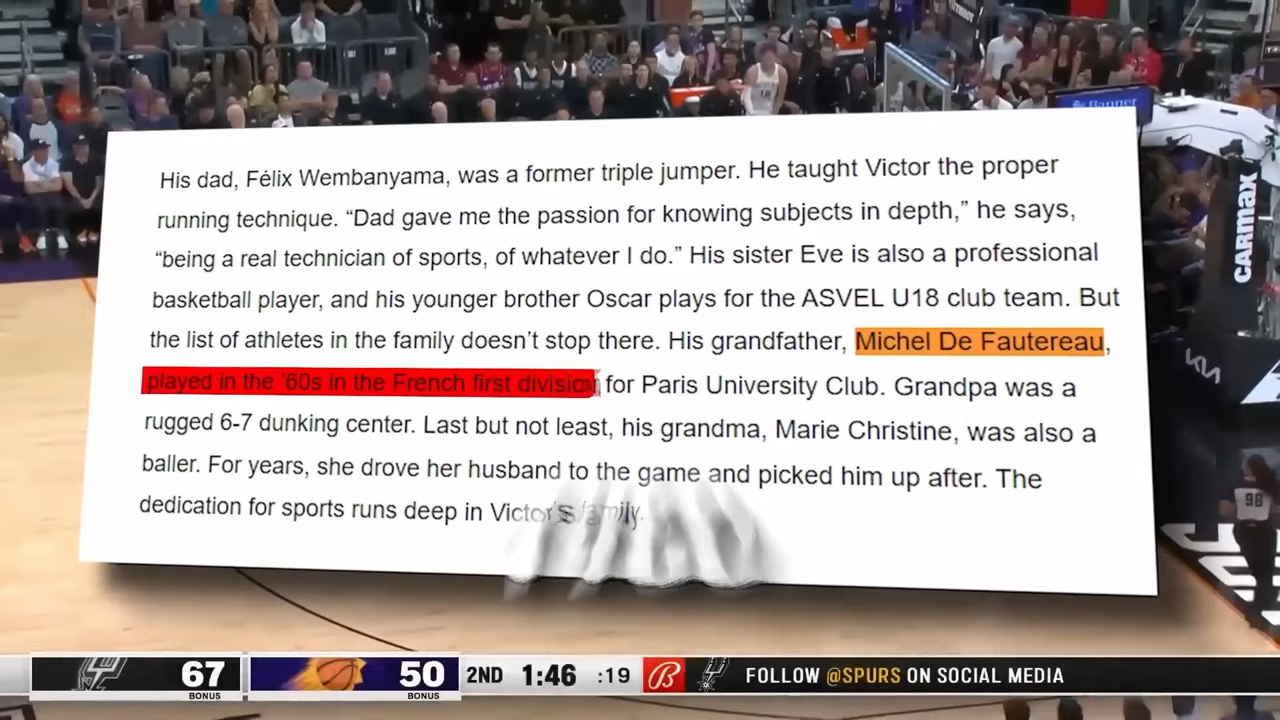 His dad, Félix Wembanyama, was a former triple jumper. He taught Victor the proper
running technique. “Dad gave me the passion for knowing subjects in depth,” he says,
“being a real technician of sports, of whatever I do.” His sister Eve is also a professional
basketball player, and his younger brother Oscar plays for the ASVEL U18 club team. But
the list of athletes in the family doesn’t stop there. His grandfather, Michel De Fautereau,
played in the ’60s in the French first division for Paris University Club. Grandpa was a
rugged 6-7 dunking center. Last but not least, his grandma, Marie Christine, was also a
baller. For years, she drove her husband to the game and picked him up after. The
dedication for sports runs deep in Victor’s family.
CARMAX
KIA
98
67
BONUS
50
BONUS
2ND 1:46 :19
B
FOLLOW @SPURS ON SOCIAL MEDIA